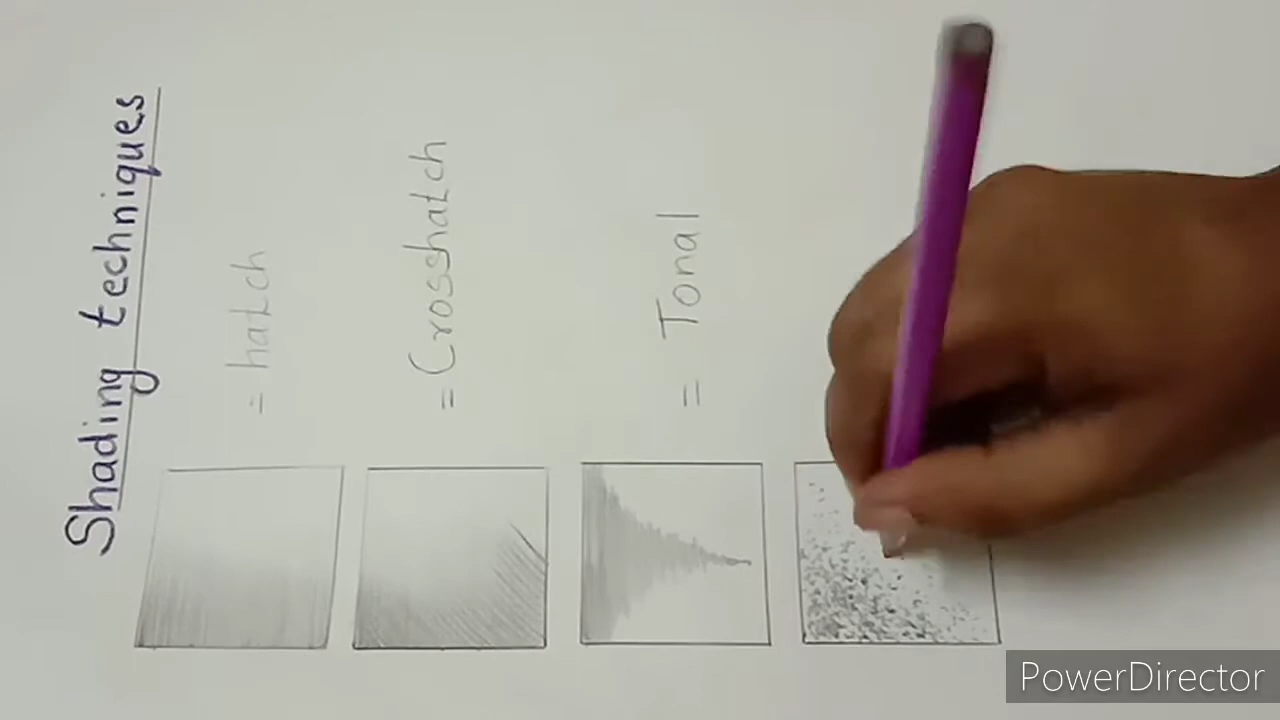 Shading techniques
= hatch
= Crosshatch
= Tonal
PowerDirector